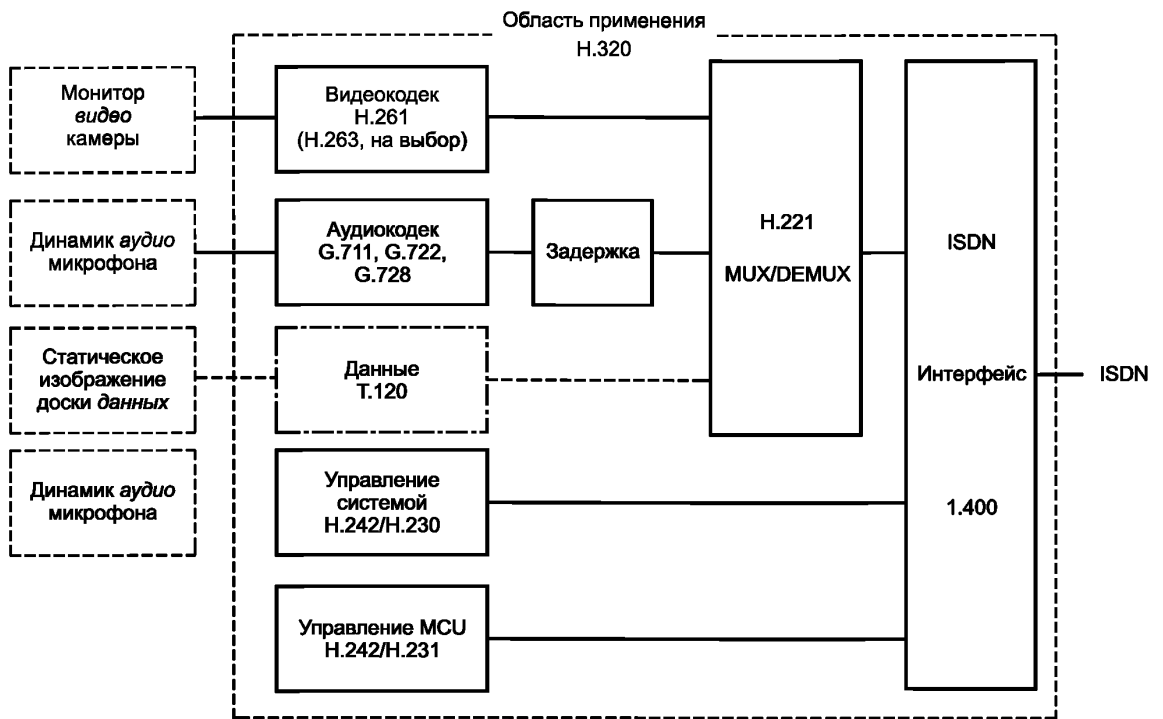 Область применения
H.320
Монитор
видео
камеры
Видеокодек
H.261
(H.263, на выбор)
Динамик аудио
микрофона
Аудиокодек
G.711, G.722,
G.728
Задержка
H.221
MUX/DEMUX
ISDN
Статическое
изображение
доски данных
Данные
T.120
Интерфейс
ISDN
Динамик аудио
микрофона
Управление
системой
H.242/H.230
1.400
Управление MCU
H.242/H.231